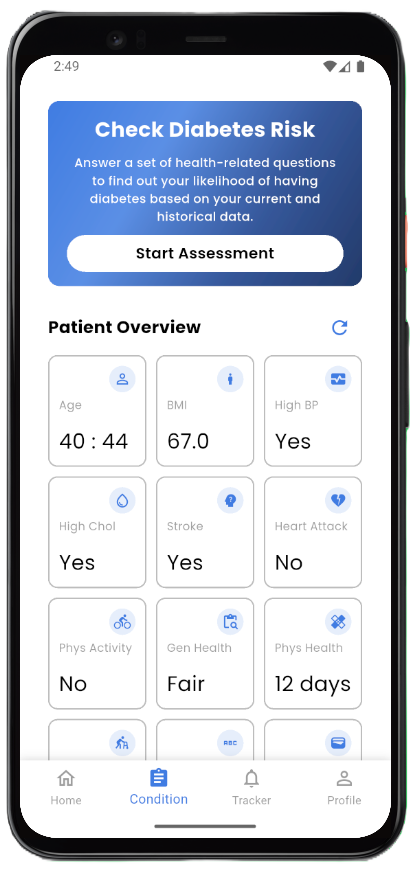 2:49
Check Diabetes Risk
Answer a set of health-related questions
to find out your likelihood of having
diabetes based on your current and
historical data.
Start Assessment
Patient Overview
Age
40 : 44
BMI
67.0
High BP
Yes
High Chol
Yes
Stroke
Yes
Heart Attack
No
Phys Activity
No
Gen Health
Fair
Phys Health
12 days
ABC
Home
Condition
Tracker
Profile